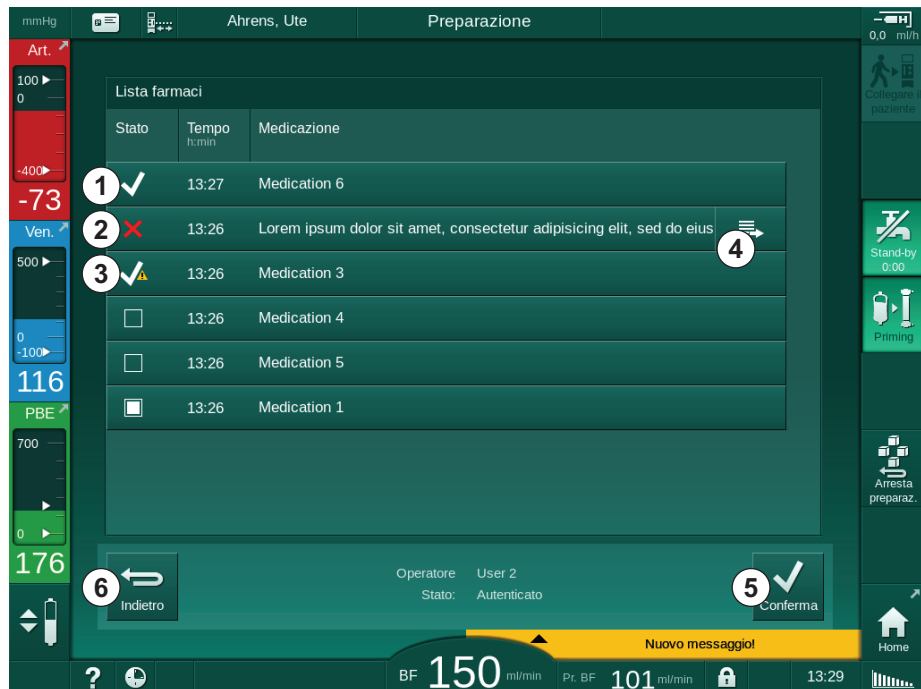 mmHg
Ahrens, Ute
Preparazione
0,0 ml/h
Art.
100
0
-400
-73
Ven.
500
0
-100
116
PBE
700
0
176
Lista farmaci
Stato Tempo Medicazione
h:min
1 13:27 Medication 6
2 13:26 Lorem ipsum dolor sit amet, consectetur adipisicing elit, sed do eius
4
3 13:26 Medication 3
13:26 Medication 4
13:26 Medication 5
13:26 Medication 1
6 Indietro
Operatore User 2
Stato: Autenticato
5 Conferma
Collegare il
paziente
Stand-by
0:00
Priming
Arresta
preparaz.
Home
Nuovo messaggio!
? BF 150 ml/min Pr. BF 101 ml/min 13:29